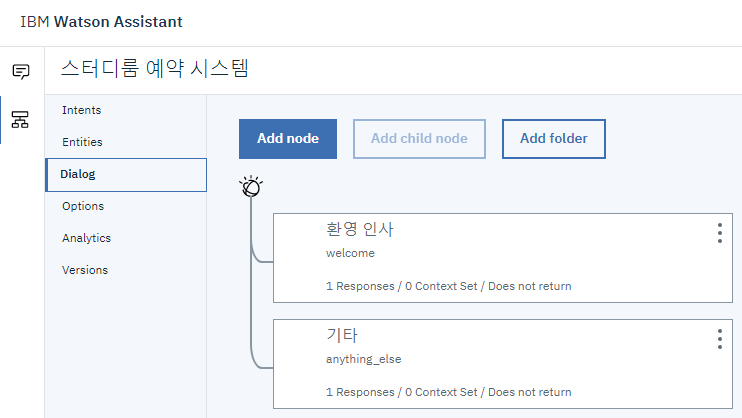 IBM Watson Assistant
스터디룸 예약 시스템
Intents
Entities
Dialog
Options
Analytics
Versions
Add node
Add child node
Add folder
환영 인사
welcome
1 Responses / 0 Context Set / Does not return
기타
anything_else
1 Responses / 0 Context Set / Does not return